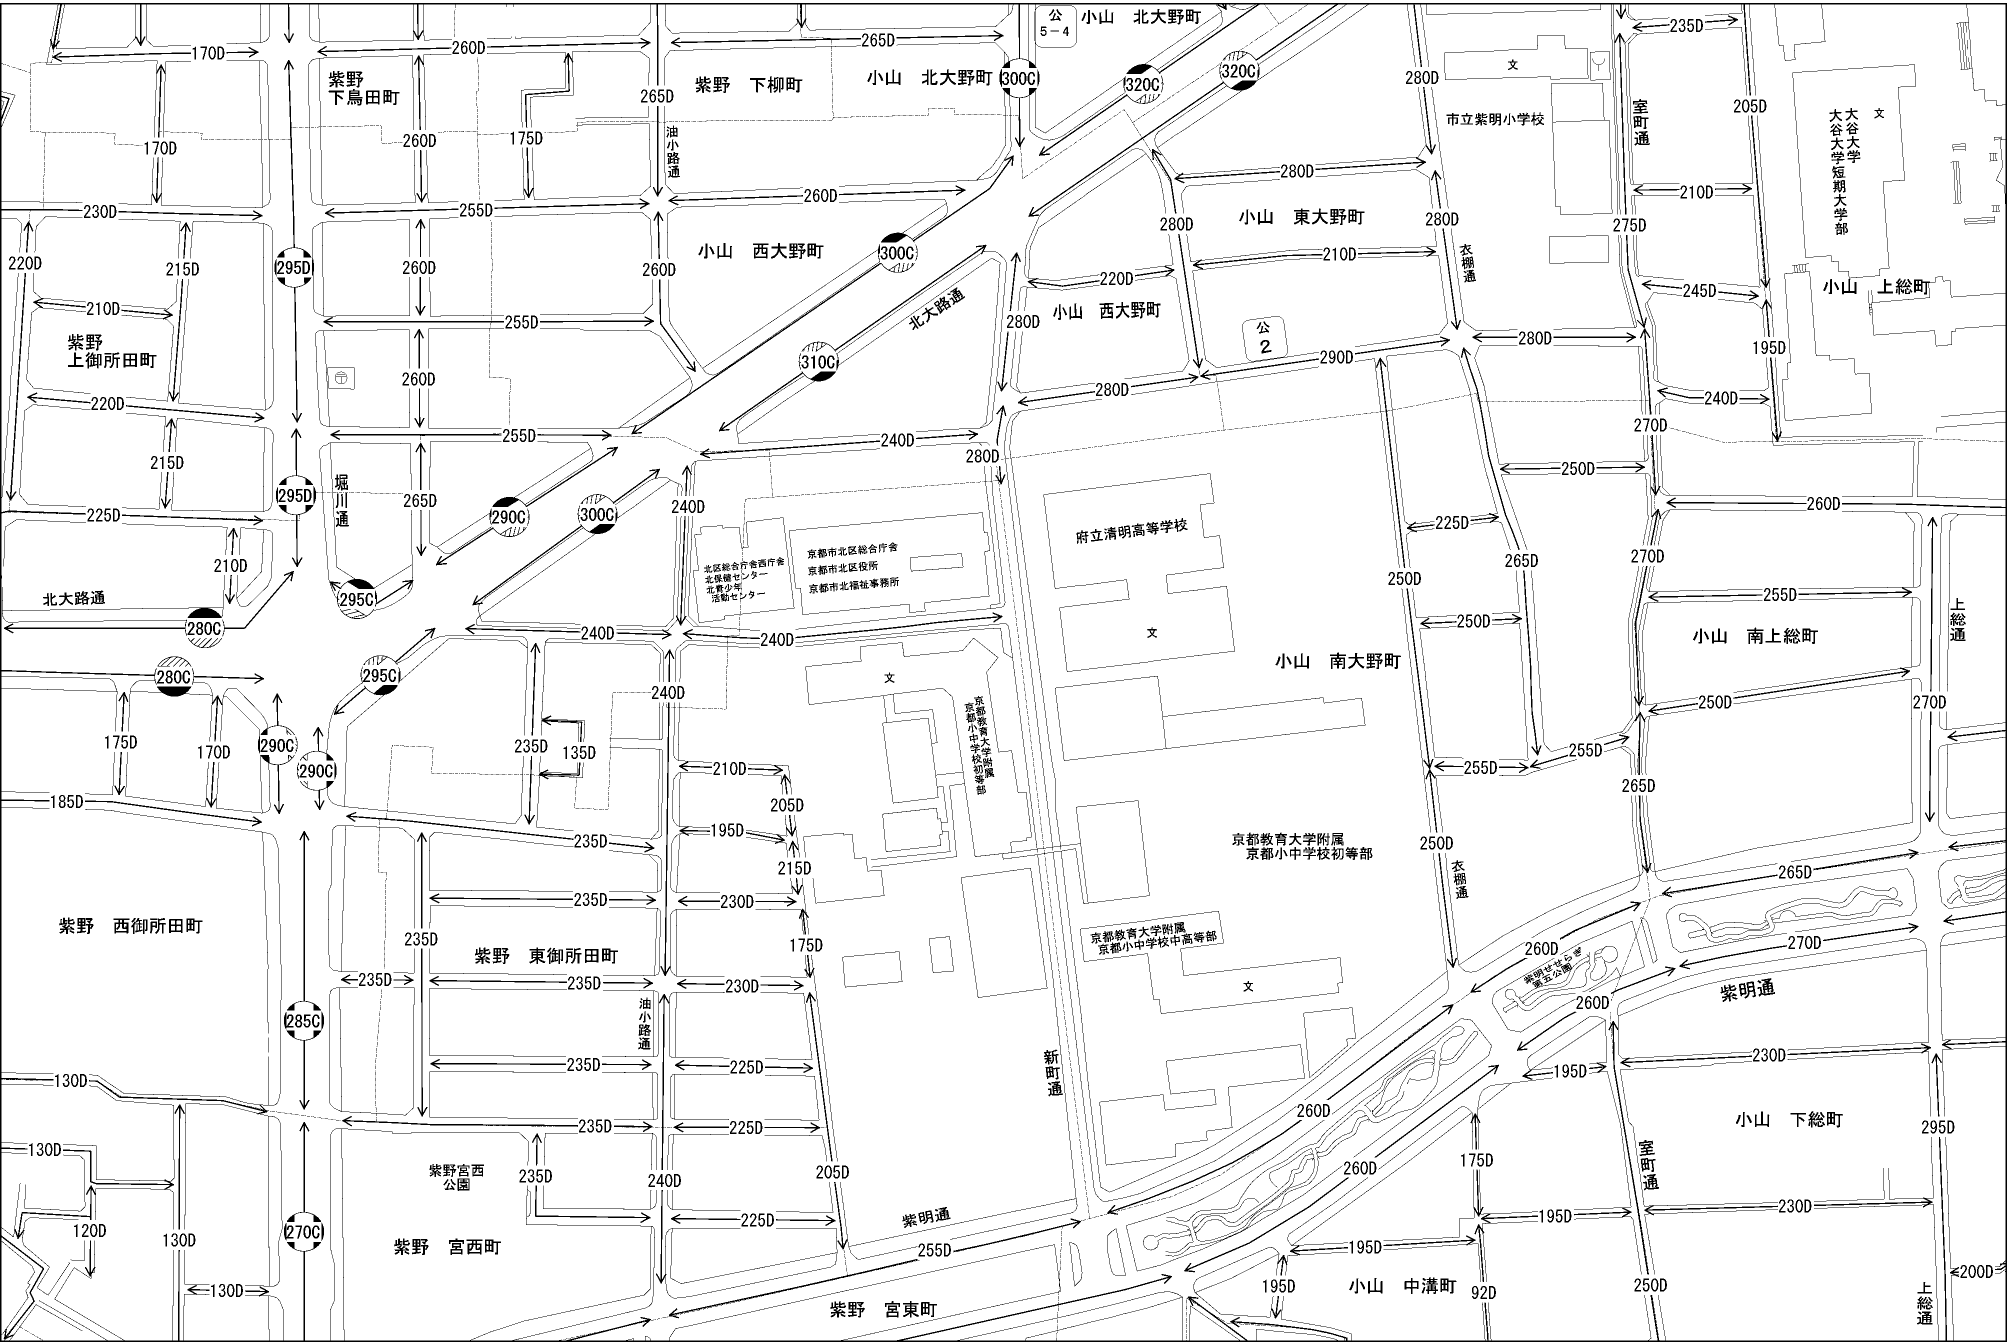 公
5-4
小山 北大野町
170D
260D
265D
235D
紫野
下鳥田町
265D
紫野 下柳町
小山 北大野町
300C
320C
320C
280D
文
室町通
205D
大谷大学
大谷大学短期大学部
文
市立紫明小学校
170D
260D
175D
油小路通
280D
210D
230D
255D
260D
280D
小山 東大野町
280D
275D
220D
215D
295D
260D
260D
小山 西大野町
300C
210D
衣棚通
220D
245D
小山 上総町
210D
北大路通
280D
小山 西大野町
255D
公
2
280D
195D
紫野
上御所田町
290D
310C
260D
280D
240D
220D
255D
240D
270D
280D
215D
250D
295D
堀川通
265D
290C
300C
240D
260D
225D
225D
府立清明高等学校
210D
北区総合庁舎西庁舎
北保健センター
北青少年
活動センター
京都市北区総合庁舎
京都市北区役所
京都市北福祉事務所
270D
265D
250D
北大路通
295C
255D
280C
240D
240D
250D
上総通
文
小山 南上総町
小山 南大野町
280C
295C
文
240D
250D
270D
175D
170D
290C
290C
235D
135D
京都教育大学附属
京都小中学校初等部
255D
255D
210D
265D
185D
205D
195D
235D
京都教育大学附属
京都小中学校初等部
250D
215D
265D
衣棚通
235D
230D
紫野 西御所田町
235D
175D
京都教育大学附属
京都小中学校中高等部
260D
270D
紫野 東御所田町
紫明せせらぎ
第五公園
235D
235D
230D
文
紫明通
260D
285C
油小路通
235D
225D
新町通
195D
230D
130D
260D
235D
225D
小山 下総町
295D
130D
紫野宮西
公園
235D
240D
205D
260D
175D
室町通
120D
130D
270C
225D
紫明通
195D
230D
紫野 宮西町
255D
195D
195D
小山 中溝町
92D
250D
200D
130D
紫野 宮東町
上総通